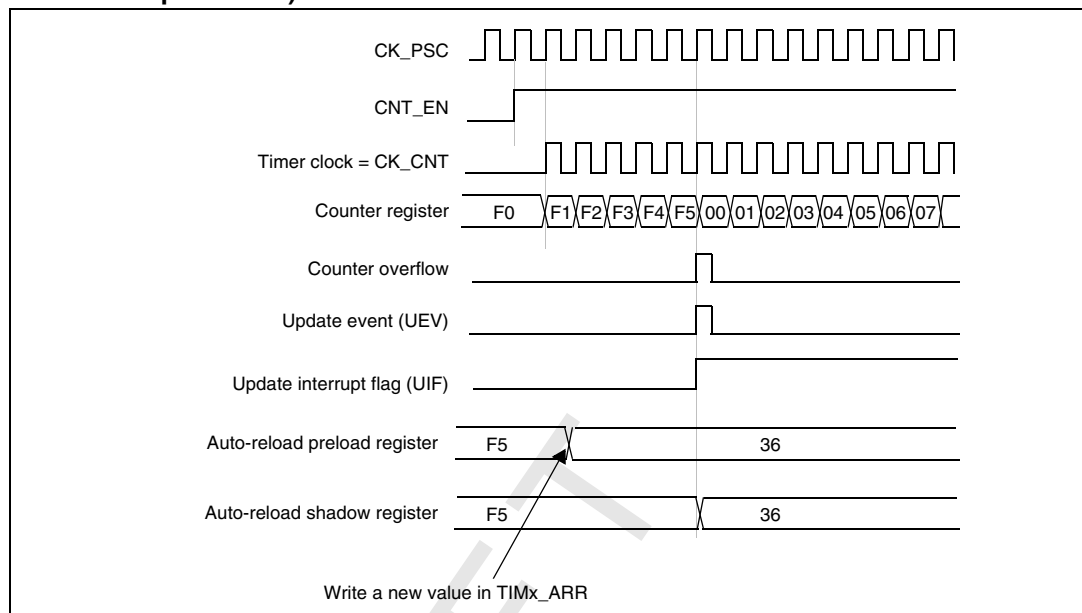 CK_PSC
CNT_EN
Timer clock = CK_CNT
Counter register F0 F1 F2 F3 F4 F5 00 01 02 03 04 05 06 07
Counter overflow
Update event (UEV)
Update interrupt flag (UIF)
Auto-reload preload register F5 36
Auto-reload shadow register F5 36
Write a new value in TIMx_ARR